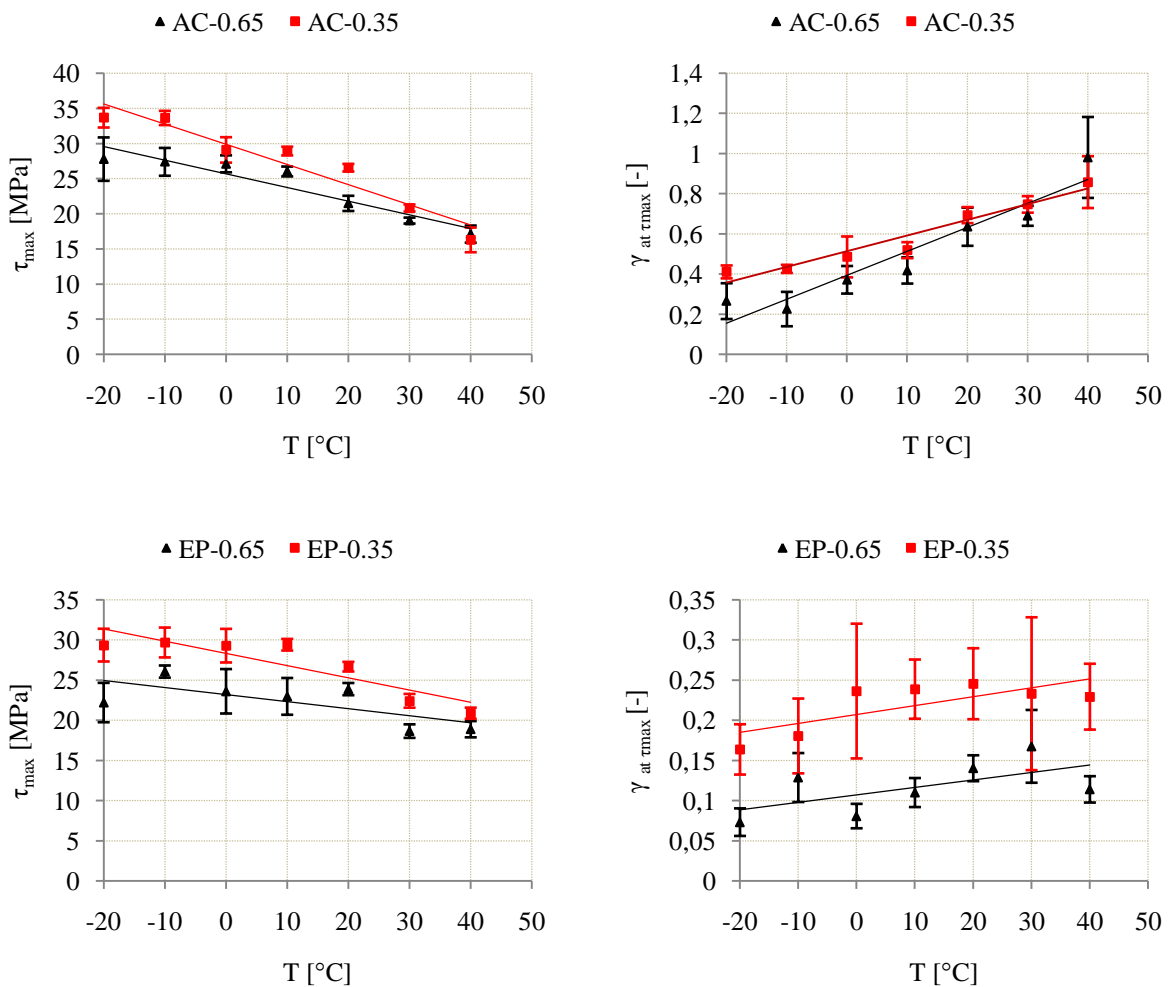 AC-0.65 AC-0.35
40
35
30
25
20
15
10
5
0
τmax [MPa]
-20 -10 0 10 20 30 40 50
T [°C]
AC-0.65 AC-0.35
1,4
1,2
1
0,8
0,6
0,4
0,2
0
γ at τmax [-]
-20 -10 0 10 20 30 40 50
T [°C]
EP-0.65 EP-0.35
35
30
25
20
15
10
5
0
τmax [MPa]
-20 -10 0 10 20 30 40 50
T [°C]
EP-0.65 EP-0.35
0,35
0,3
0,25
0,2
0,15
0,1
0,05
0
γ at τmax [-]
-20 -10 0 10 20 30 40 50
T [°C]